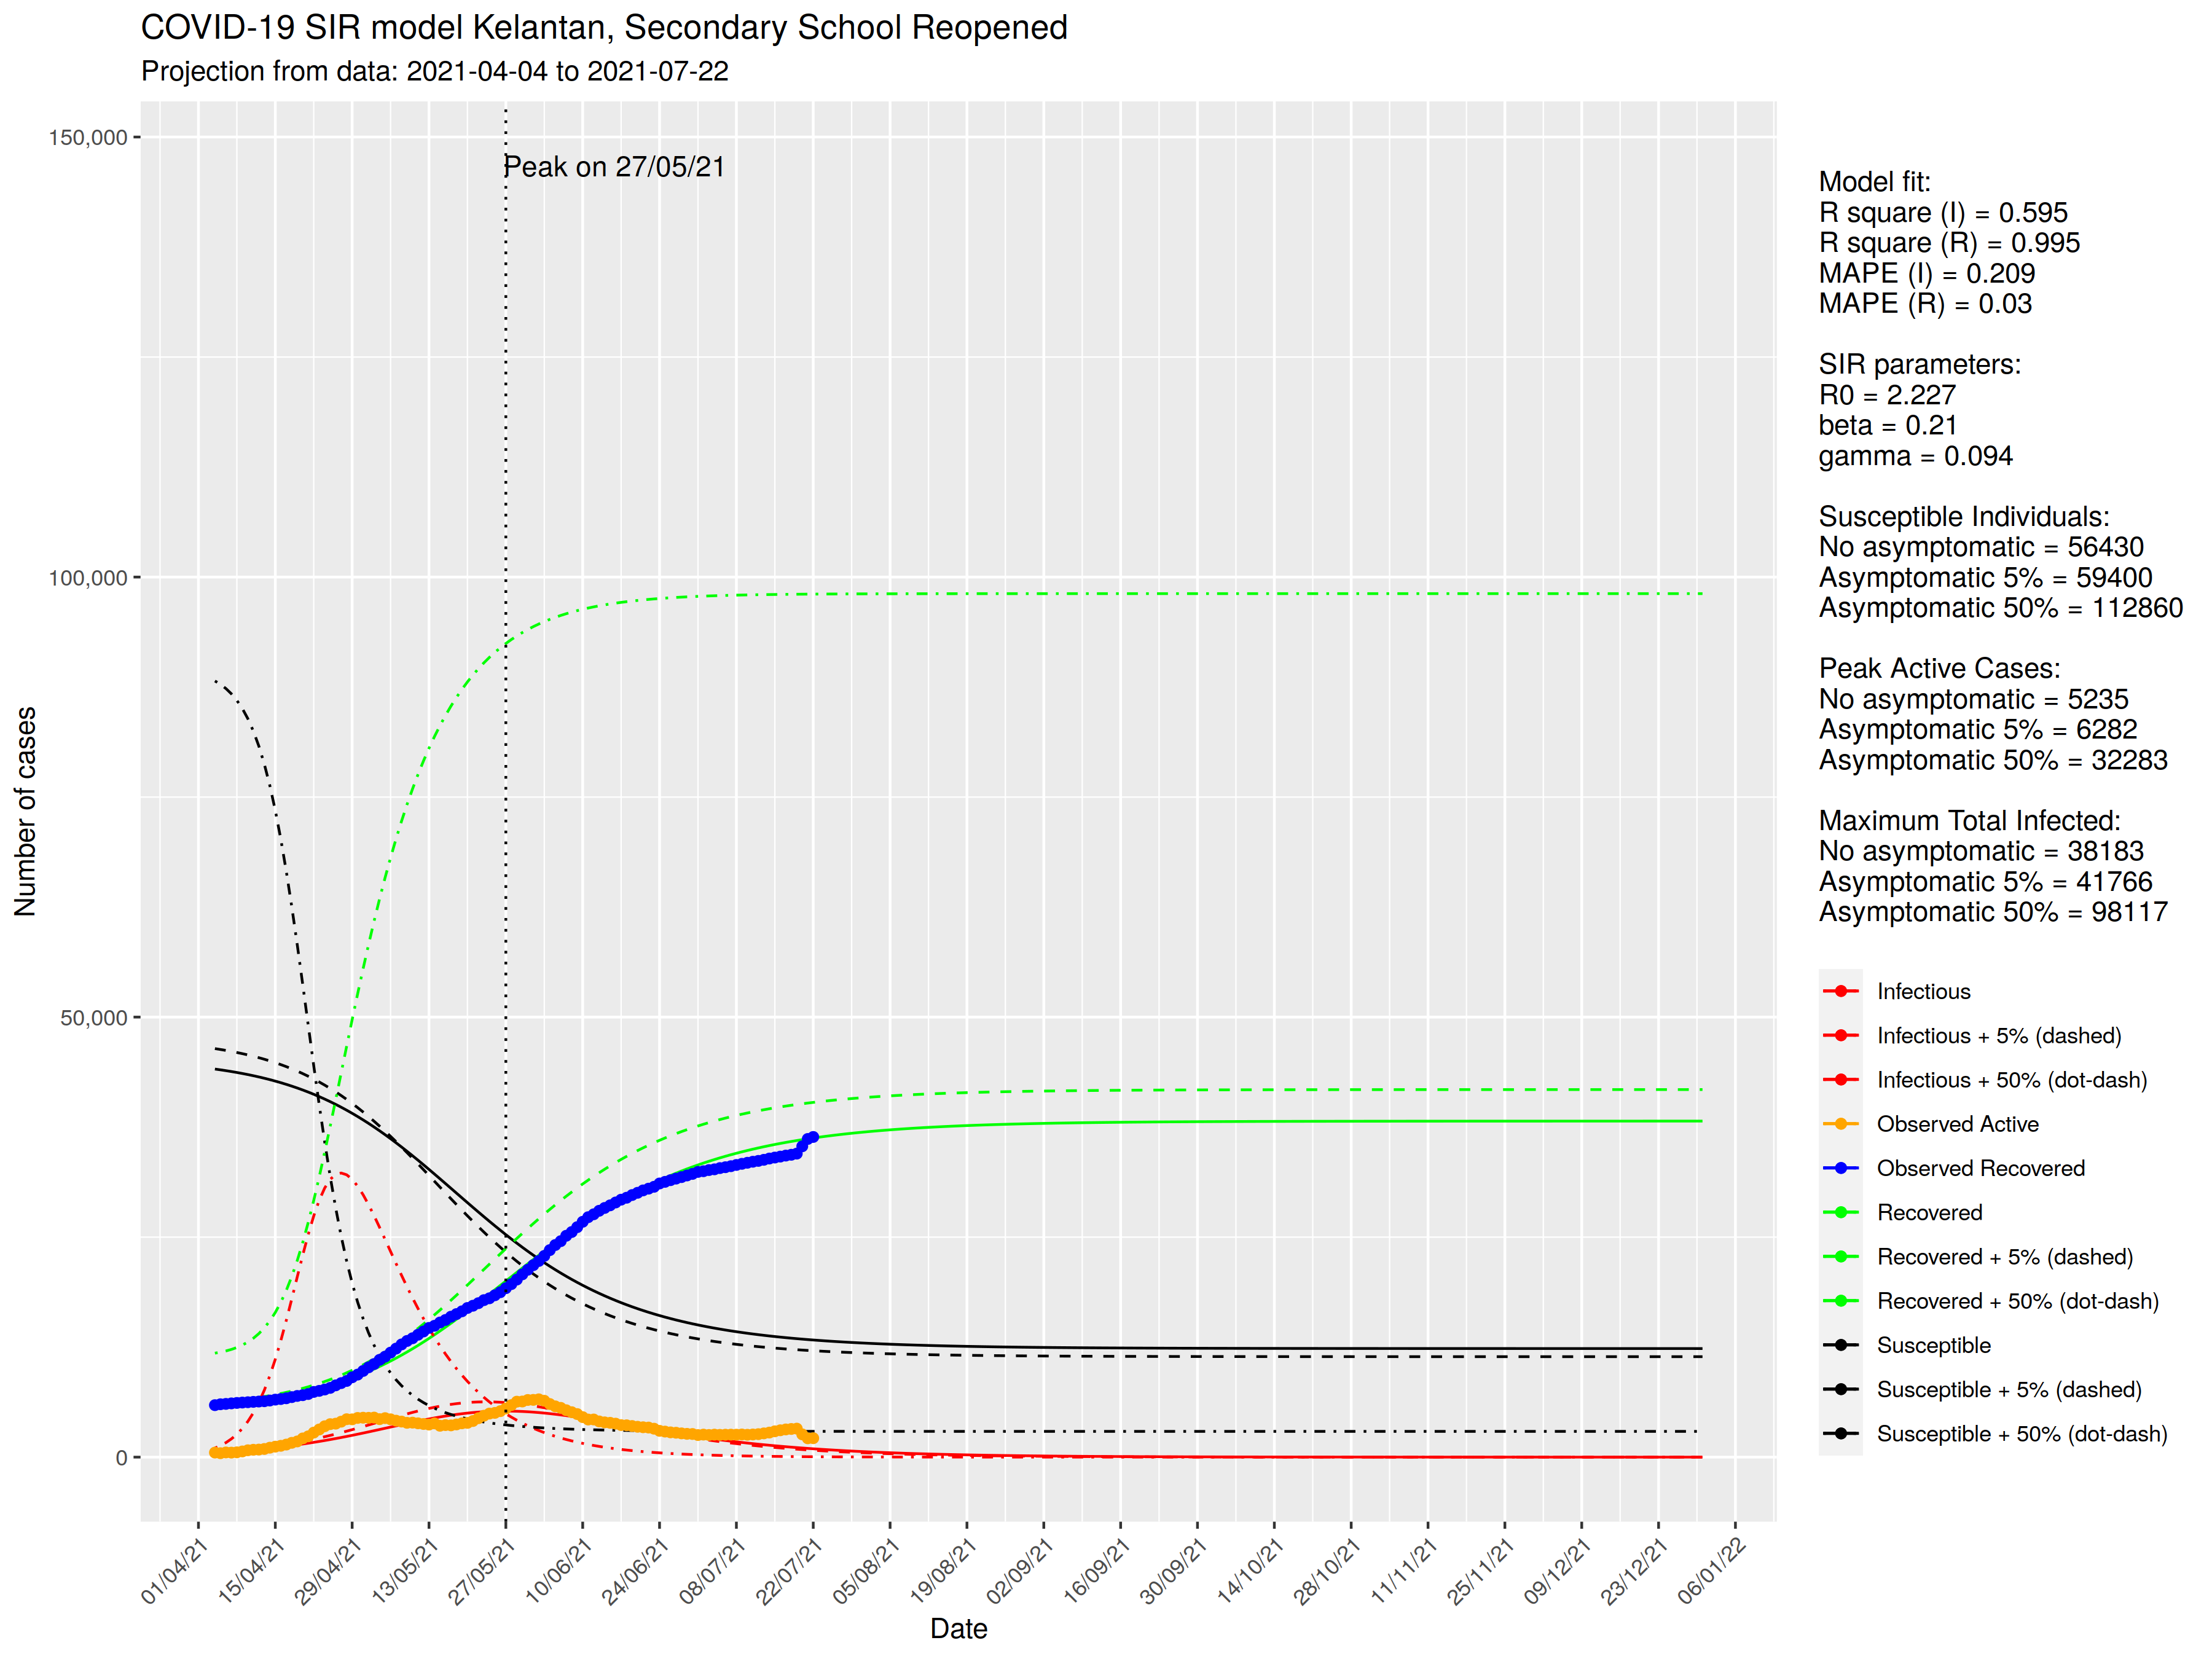 COVID-19 SIR model Kelantan, Secondary School Reopened
Projection from data: 2021-04-04 to 2021-07-22
150,000
100,000
50,000
0
Number of cases
Peak on 27/05/21
01/04/21
15/04/21
29/04/21
13/05/21
27/05/21
10/06/21
24/06/21
08/07/21
22/07/21
05/08/21
19/08/21
02/09/21
16/09/21
30/09/21
14/10/21
28/10/21
11/11/21
25/11/21
09/12/21
23/12/21
06/01/22
Date
Model fit:
R square (I) = 0.595
R square (R) = 0.995
MAPE (I) = 0.209
MAPE (R) = 0.03
SIR parameters:
R0 = 2.227
beta = 0.21
gamma = 0.094
Susceptible Individuals:
No asymptomatic = 56430
Asymptomatic 5% = 59400
Asymptomatic 50% = 112860
Peak Active Cases:
No asymptomatic = 5235
Asymptomatic 5% = 6282
Asymptomatic 50% = 32283
Maximum Total Infected:
No asymptomatic = 38183
Asymptomatic 5% = 41766
Asymptomatic 50% = 98117
Infectious
Infectious + 5% (dashed)
Infectious + 50% (dot-dash)
Observed Active
Observed Recovered
Recovered
Recovered + 5% (dashed)
Recovered + 50% (dot-dash)
Susceptible
Susceptible + 5% (dashed)
Susceptible + 50% (dot-dash)